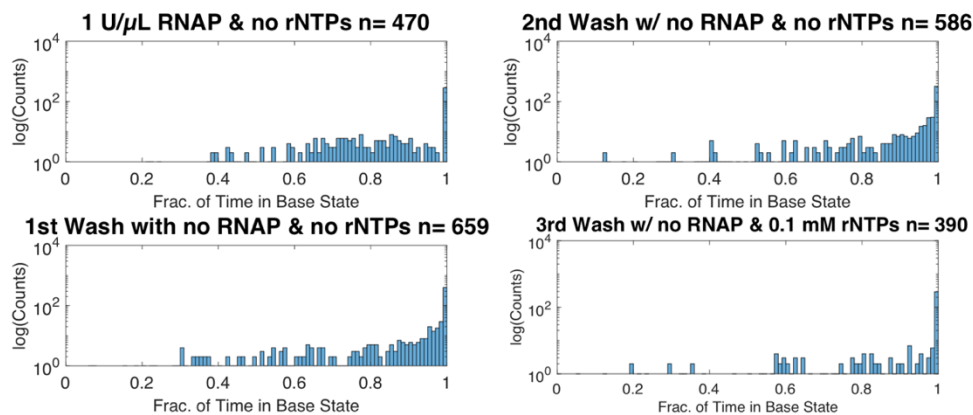 1 U/μL RNAP & no rNTPs n= 470
10^4
10^2
10^0
log(Counts)
0 0.2 0.4 0.6 0.8 1
Frac. of Time in Base State
2nd Wash w/ no RNAP & no rNTPs n= 586
10^4
10^2
10^0
log(Counts)
0 0.2 0.4 0.6 0.8 1
Frac. of Time in Base State
1st Wash with no RNAP & no rNTPs n= 659
10^4
10^2
10^0
log(Counts)
0 0.2 0.4 0.6 0.8 1
Frac. of Time in Base State
3rd Wash w/ no RNAP & 0.1 mM rNTPs n= 390
10^4
10^2
10^0
log(Counts)
0 0.2 0.4 0.6 0.8 1
Frac. of Time in Base State